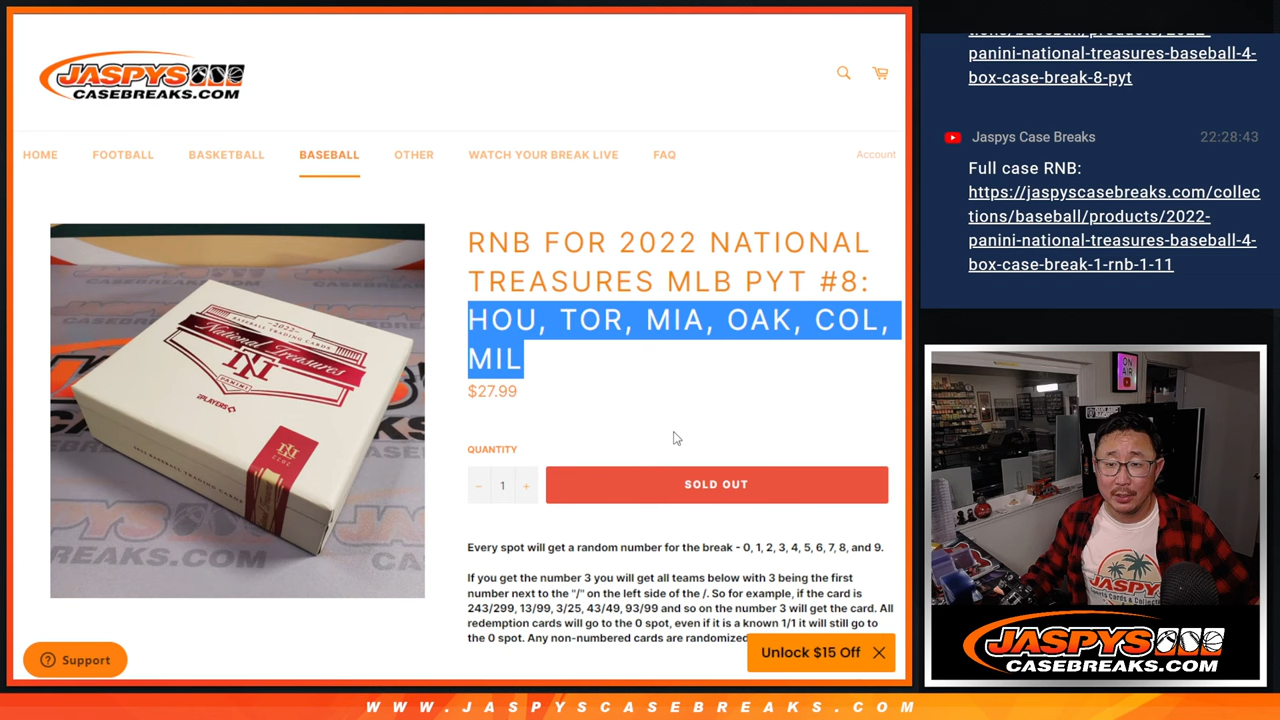 JASPYS
CASEBREAKS.COM
HOME
FOOTBALL
BASKETBALL
BASEBALL
OTHER
WATCH YOUR BREAK LIVE
FAQ
Account
2022
BASEBALL TRADING CARDS
National Treasures
NT
PANINI
RNB FOR 2022 NATIONAL
TREASURES MLB PYT #8:
HOU, TOR, MIA, OAK, COL,
MIL
$27.99
QUANTITY
− 1 +
SOLD OUT
Every spot will get a random number for the break - 0, 1, 2, 3, 4, 5, 6, 7, 8, and 9.
If you get the number 3 you will get all teams below with 3 being the first
number next to the "/" on the left side of the /. So for example, if the card is
243/299, 13/99, 3/25, 43/49, 93/99 and so on the number 3 will get the card. All
redemption cards will go to the 0 spot, even if it is a known 1/1 it will still go to
the 0 spot. Any non-numbered cards are randomized
Support
Unlock $15 Off
tions/baseball/products/2022-
panini-national-treasures-baseball-4-
box-case-break-8-pyt
Jaspys Case Breaks 22:28:43
Full case RNB:
https://jaspyscasebreaks.com/collec
tions/baseball/products/2022-
panini-national-treasures-baseball-4-
box-case-break-1-rnb-1-11
ON
AIR
JASPYS
JASPYS
CASEBREAKS.COM
WWW.JASPYSCASEBREAKS.COM